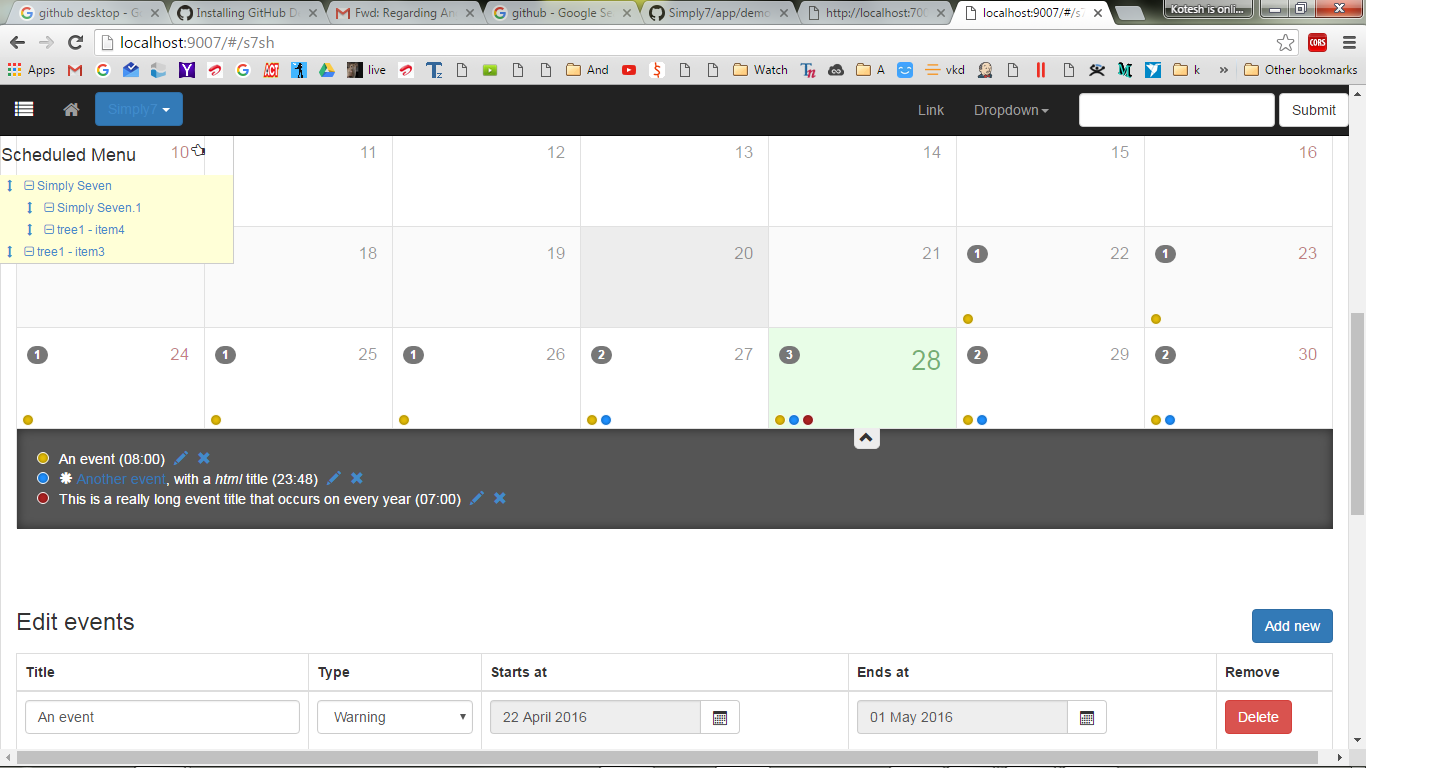 github desktop - Go
Installing GitHub D
Fwd: Regarding An
github - Google Se
Simply7/app/demo
http://localhost:700
localhost:9007/#/s7
Kotesh is onli...
localhost:9007/#/s7sh
CORS
Apps
live
And
Watch
A
vkd
k
»
Other bookmarks
Simply7
Link
Dropdown
Submit
Scheduled Menu
10
11
12
13
14
15
16
Simply Seven
Simply Seven.1
tree1 - item4
tree1 - item3
18
19
20
21
1
22
1
23
1
24
1
25
1
26
2
27
3
28
2
29
2
30
An event (08:00)
Another event, with a html title (23:48)
This is a really long event title that occurs on every year (07:00)
Edit events
Add new
Title Type Starts at Ends at Remove
An event Warning 22 April 2016 01 May 2016 Delete